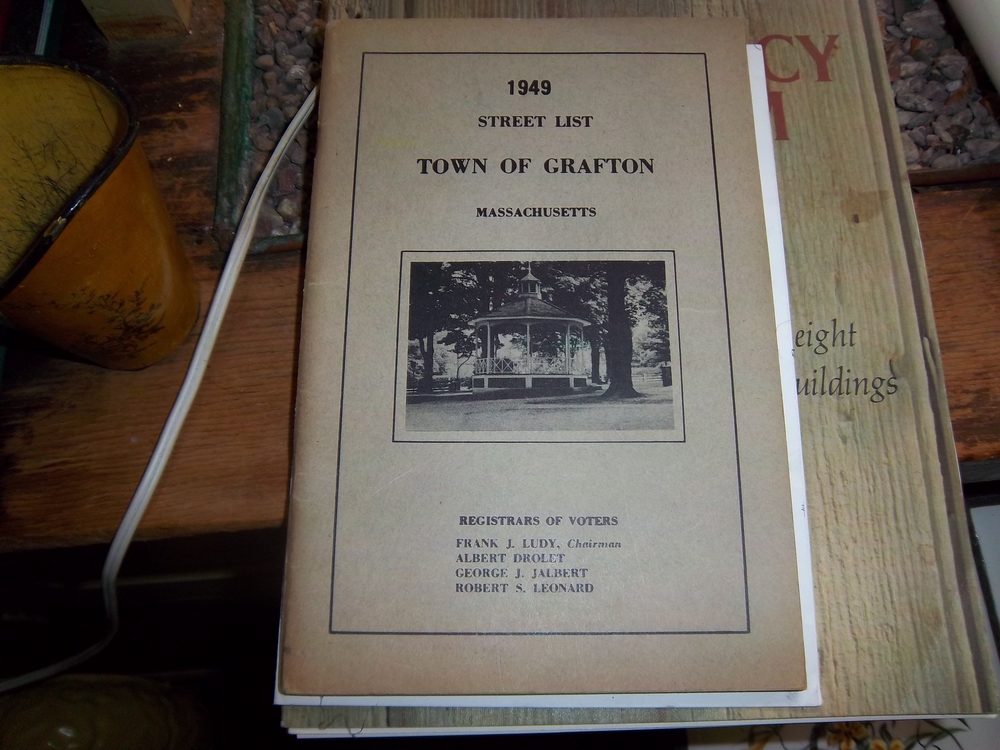 1949
STREET LIST
TOWN OF GRAFTON
MASSACHUSETTS
REGISTRARS OF VOTERS
FRANK J. LUDY, Chairman
ALBERT DROLET
GEORGE J. JALBERT
ROBERT S. LEONARD
CY
M
eight
uildings